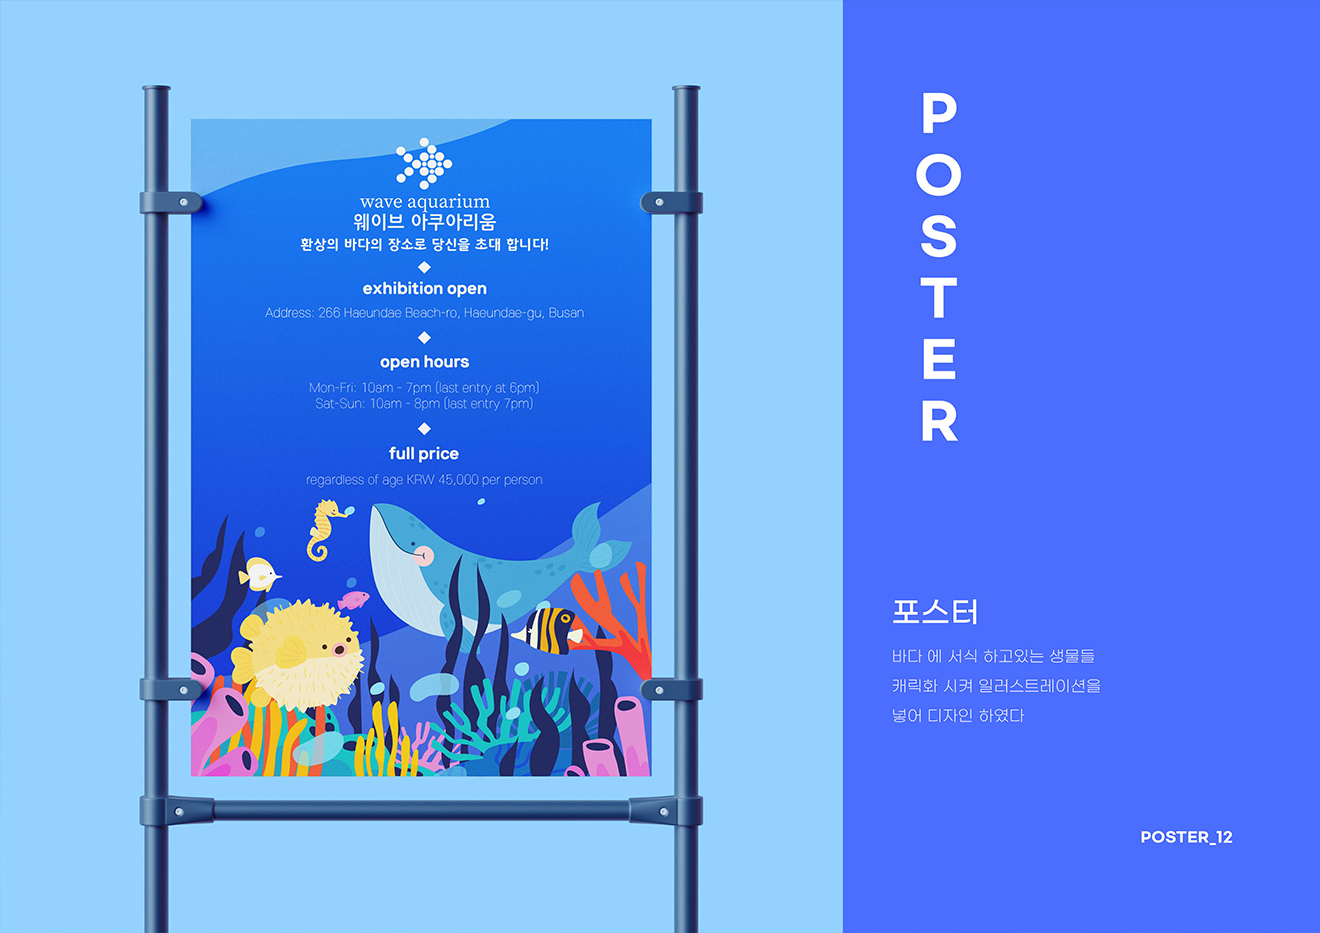 wave aquarium
웨이브 아쿠아리움
환상의 바다의 장소로 당신을 초대 합니다!
exhibition open
Address: 266 Haeundae Beach-ro, Haeundae-gu, Busan
open hours
Mon-Fri: 10am - 7pm (last entry at 6pm)
Sat-Sun: 10am - 8pm (last entry 7pm)
full price
regardless of age KRW 45,000 per person
POSTER
포스터
바다 에 서식 하고있는 생물들
캐릭화 시켜 일러스트레이션을
넣어 디자인 하였다
POSTER_12